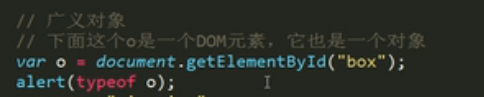 // 广义对象
// 下面这个o是一个DOM元素，它也是一个对象
var o = document.getElementById("box");
alert(typeof o);